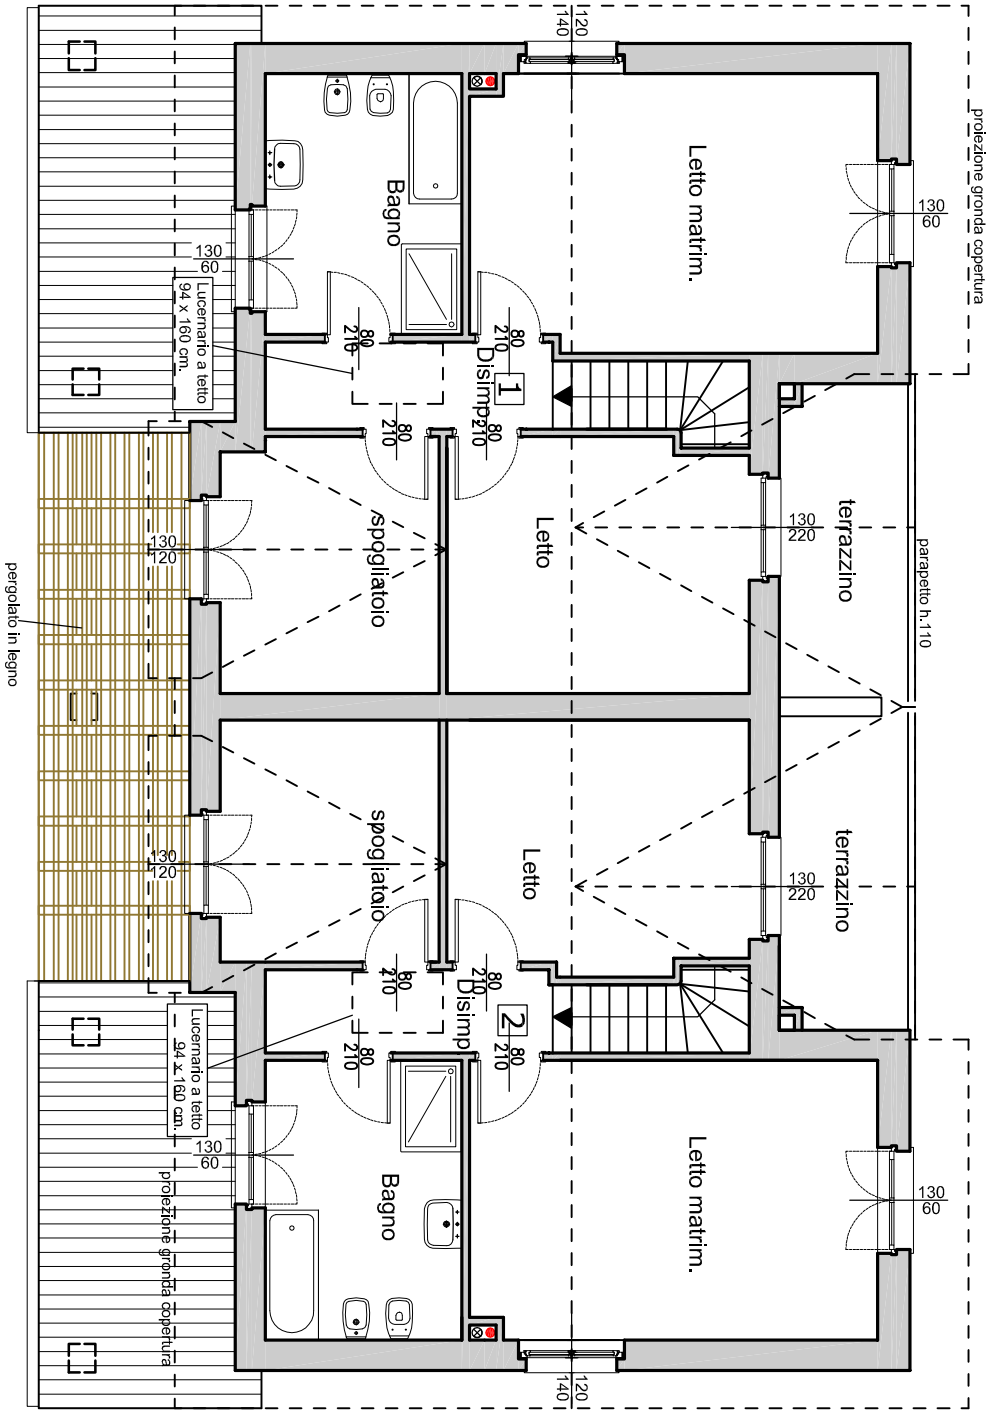 120
140
proiezione gronda copertura
Letto matrim.
130
60
Bagno
130
60
Lucernario a tetto
94 x 160 cm.
80
210
80
210
Disimp.
1
80
210
80
210
spogliatoio
Letto
terrazzino
130
120
130
220
parapetto h.110
pergolato in legno
spogliatoio
Letto
terrazzino
130
120
130
220
80
210
80
210
Disimp
2
80
210
80
210
Lucernario a tetto
94 x 160 cm.
130
60
proiezione gronda copertura
Bagno
Letto matrim.
130
60
120
140